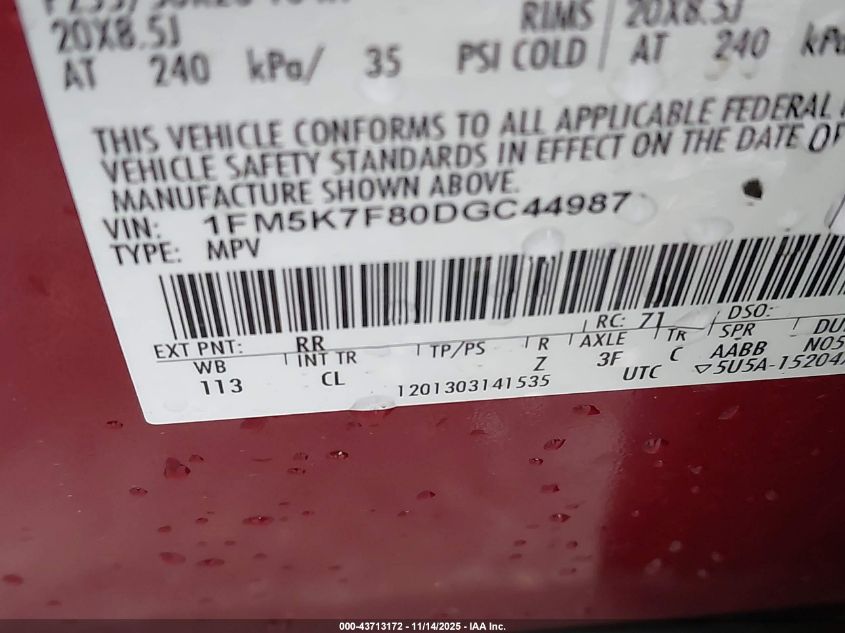 20X8.5J RIMS 20X8.5J
AT 240 kPa/ 35 PSI COLD AT 240 kPa
THIS VEHICLE CONFORMS TO ALL APPLICABLE FEDERAL
VEHICLE SAFETY STANDARDS IN EFFECT ON THE DATE OF
MANUFACTURE SHOWN ABOVE.
VIN: 1FM5K7F80DGC44987
TYPE: MPV
EXT PNT: RR RC: 71 DSO:
WB INT TR TP/PS R AXLE TR SPR
113 CL Z 3F C AABB
1201303141535 UTC ▽5U5A-15204
000-43713172 - 11/14/2025 - IAA Inc.